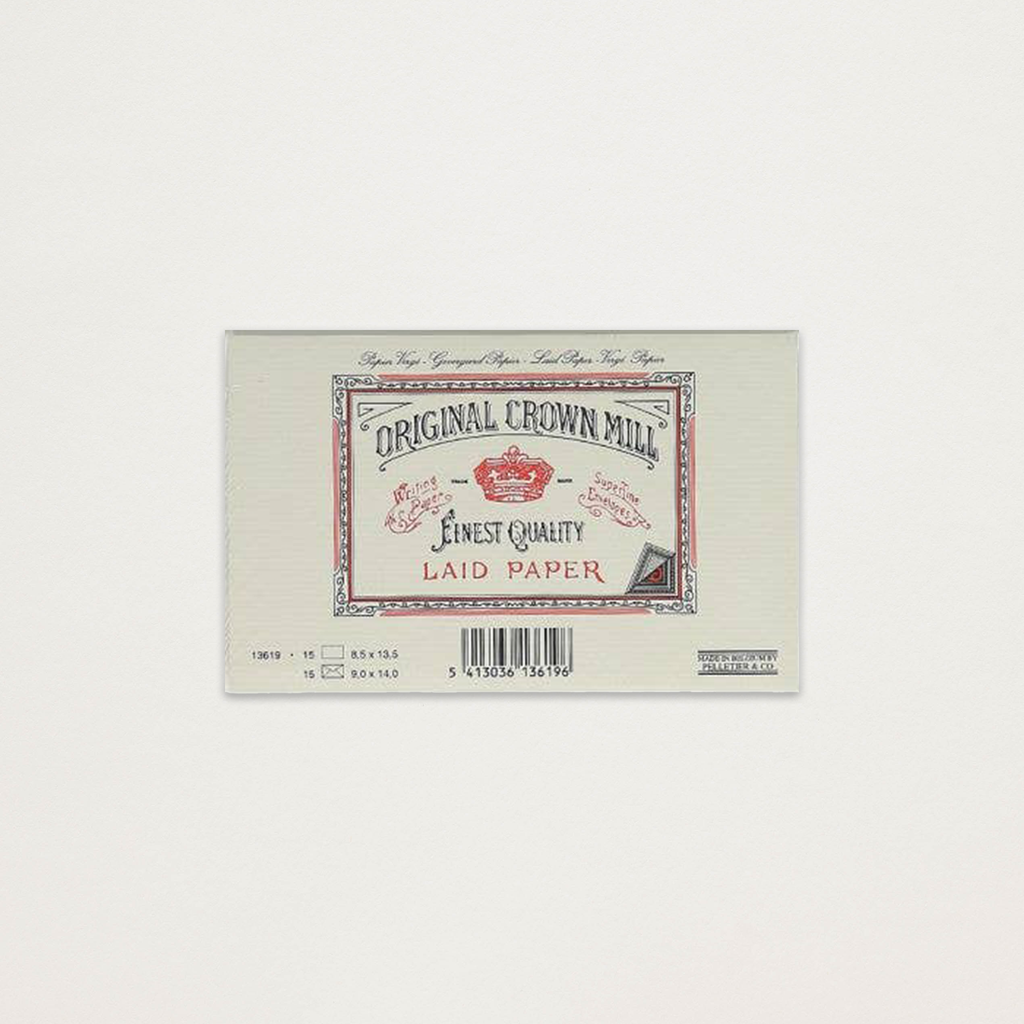 Papier Vergé - Gevergeerd Papier - Laid Paper - Vergé Papier
ORIGINAL CROWN MILL
TRADE MARK
Writing
& Paper
Superfine
Envelopes
FINEST QUALITY
LAID PAPER
13619 · 15 8,5 x 13,5
15 9,0 x 14,0
5 413036 136196
MADE IN BELGIUM BY
PELLETIER & CO.